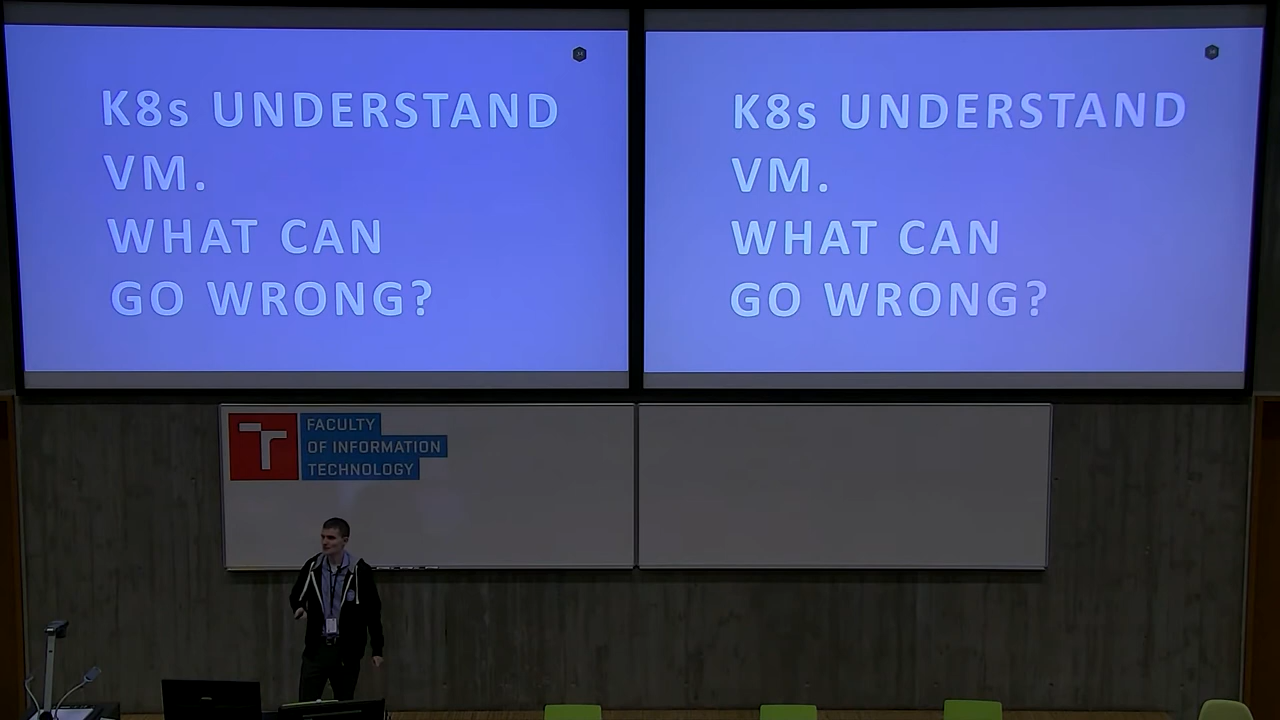 K8s UNDERSTAND
VM.
WHAT CAN
GO WRONG?
K8s UNDERSTAND
VM.
WHAT CAN
GO WRONG?
FACULTY
OF INFORMATION
TECHNOLOGY